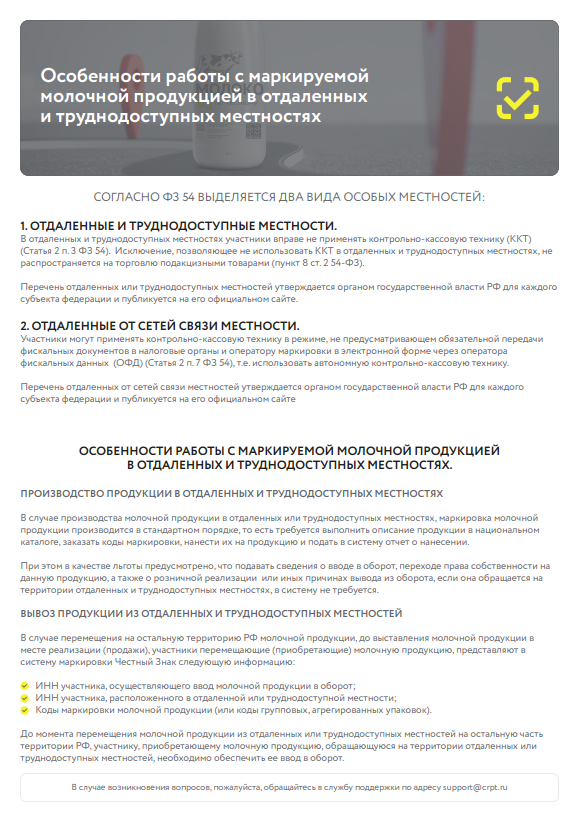 Особенности работы с маркируемой
молочной продукцией в отдаленных
и труднодоступных местностях
МОЛОКО
СОГЛАСНО ФЗ 54 ВЫДЕЛЯЕТСЯ ДВА ВИДА ОСОБЫХ МЕСТНОСТЕЙ:
1. ОТДАЛЕННЫЕ И ТРУДНОДОСТУПНЫЕ МЕСТНОСТИ.
В отдаленных и труднодоступных местностях участники вправе не применять контрольно-кассовую технику (ККТ)
(Статья 2 п. 3 ФЗ 54). Исключение, позволяющее не использовать ККТ в отдаленных и труднодоступных местностях, не
распространяется на торговлю подакцизными товарами (пункт 8 ст. 2 54-ФЗ).
Перечень отдаленных или труднодоступных местностей утверждается органом государственной власти РФ для каждого
субъекта федерации и публикуется на его официальном сайте.
2. ОТДАЛЕННЫЕ ОТ СЕТЕЙ СВЯЗИ МЕСТНОСТИ.
Участники могут применять контрольно-кассовую технику в режиме, не предусматривающем обязательной передачи
фискальных документов в налоговые органы и оператору маркировки в электронной форме через оператора
фискальных данных (ОФД) (Статья 2 п. 7 ФЗ 54), т.е. использовать автономную контрольно-кассовую технику.
Перечень отдаленных от сетей связи местностей утверждается органом государственной власти РФ для каждого
субъекта федерации и публикуется на его официальном сайте
ОСОБЕННОСТИ РАБОТЫ С МАРКИРУЕМОЙ МОЛОЧНОЙ ПРОДУКЦИЕЙ
В ОТДАЛЕННЫХ И ТРУДНОДОСТУПНЫХ МЕСТНОСТЯХ.
ПРОИЗВОДСТВО ПРОДУКЦИИ В ОТДАЛЕННЫХ И ТРУДНОДОСТУПНЫХ МЕСТНОСТЯХ
В случае производства молочной продукции в отдаленных или труднодоступных местностях, маркировка молочной
продукции производится в стандартном порядке, то есть требуется выполнить описание продукции в национальном
каталоге, заказать коды маркировки, нанести их на продукцию и подать в систему отчет о нанесении.
При этом в качестве льготы предусмотрено, что подавать сведения о вводе в оборот, переходе права собственности на
данную продукцию, а также о розничной реализации или иных причинах вывода из оборота, если она обращается на
территории отдаленных и труднодоступных местностях, в систему не требуется.
ВЫВОЗ ПРОДУКЦИИ ИЗ ОТДАЛЕННЫХ И ТРУДНОДОСТУПНЫХ МЕСТНОСТЕЙ
В случае перемещения на остальную территорию РФ молочной продукции, до выставления молочной продукции в
месте реализации (продажи), участники перемещающие (приобретающие) молочную продукцию, представляют в
систему маркировки Честный Знак следующую информацию:
ИНН участника, осуществляющего ввод молочной продукции в оборот;
ИНН участника, расположенного в отдаленной или труднодоступной местности;
Коды маркировки молочной продукции (или коды групповых, агрегированных упаковок).
До момента перемещения молочной продукции из отдаленных или труднодоступных местностей на остальную часть
территории РФ, участнику, приобретающему молочную продукцию, обращающуюся на территории отдаленных или
труднодоступных местностей, необходимо обеспечить ее ввод в оборот.
В случае возникновения вопросов, пожалуйста, обращайтесь в службу поддержки по адресу support@crpt.ru